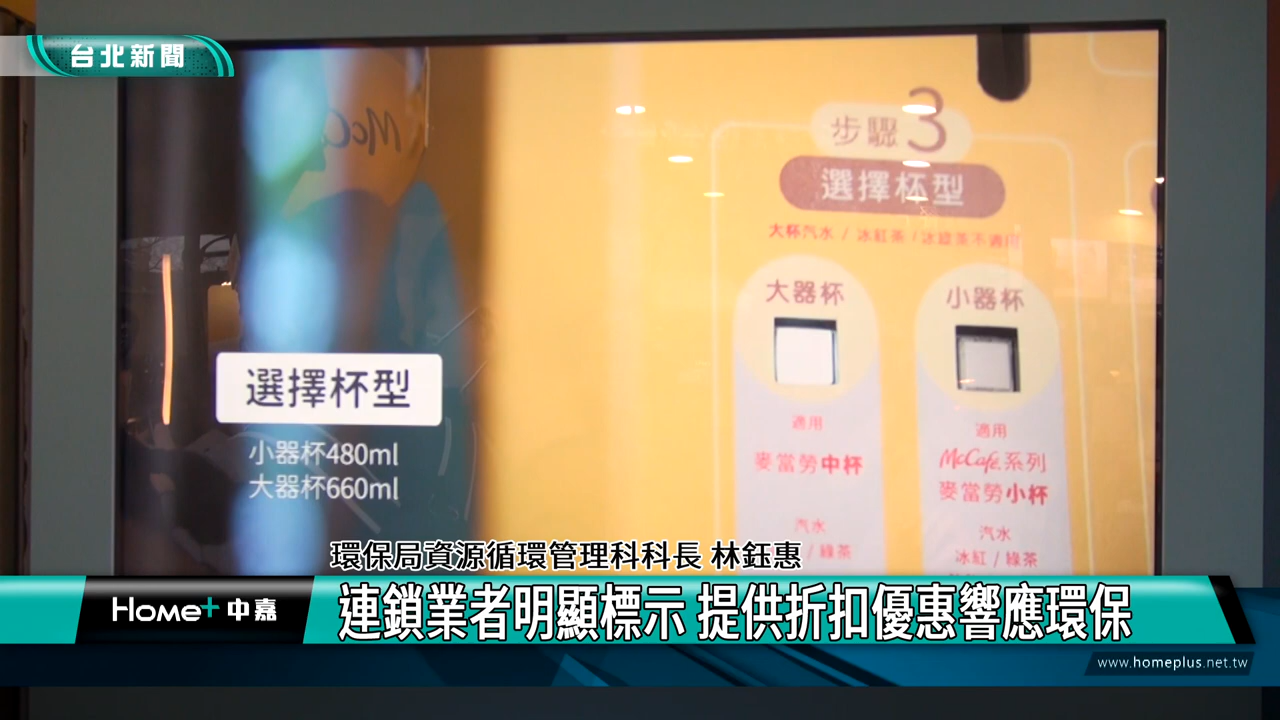 台北新聞
McC
步驟3
選擇杯型
大杯汽水 / 冰紅茶 / 冰綠茶不適用
大器杯
小器杯
適用
麥當勞中杯
汽水
/ 綠茶
適用
McCafé系列
麥當勞小杯
汽水
冰紅 / 綠茶
選擇杯型
小器杯480ml
大器杯660ml
環保局資源循環管理科科長 林鈺惠
Home+ 中嘉
連鎖業者明顯標示 提供折扣優惠響應環保
www.homeplus.net.tw